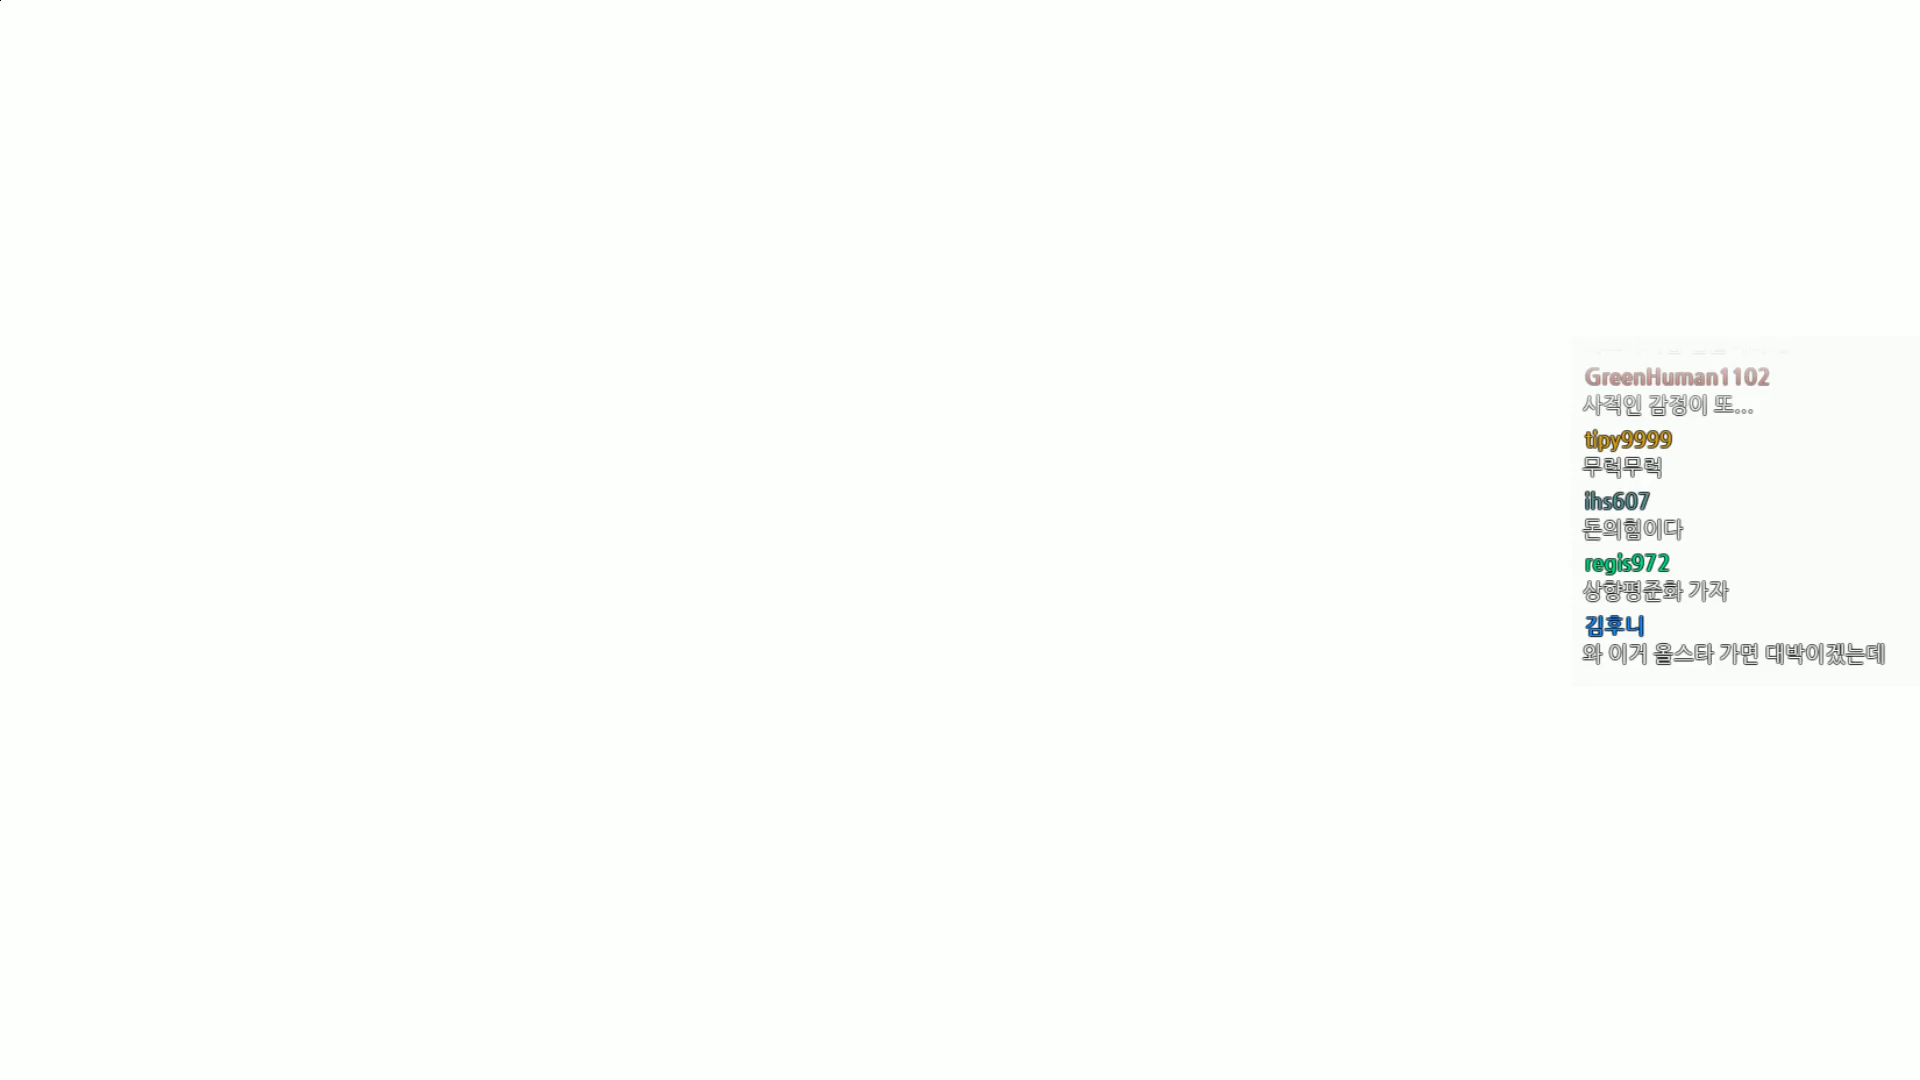 GreenHuman1102
사적인 감정이 또...
tipy9999
무럭무럭
ihs607
돈의힘이다
regis972
상향평준화 가자
김후니
와 이거 올스타 가면 대박이겠는데